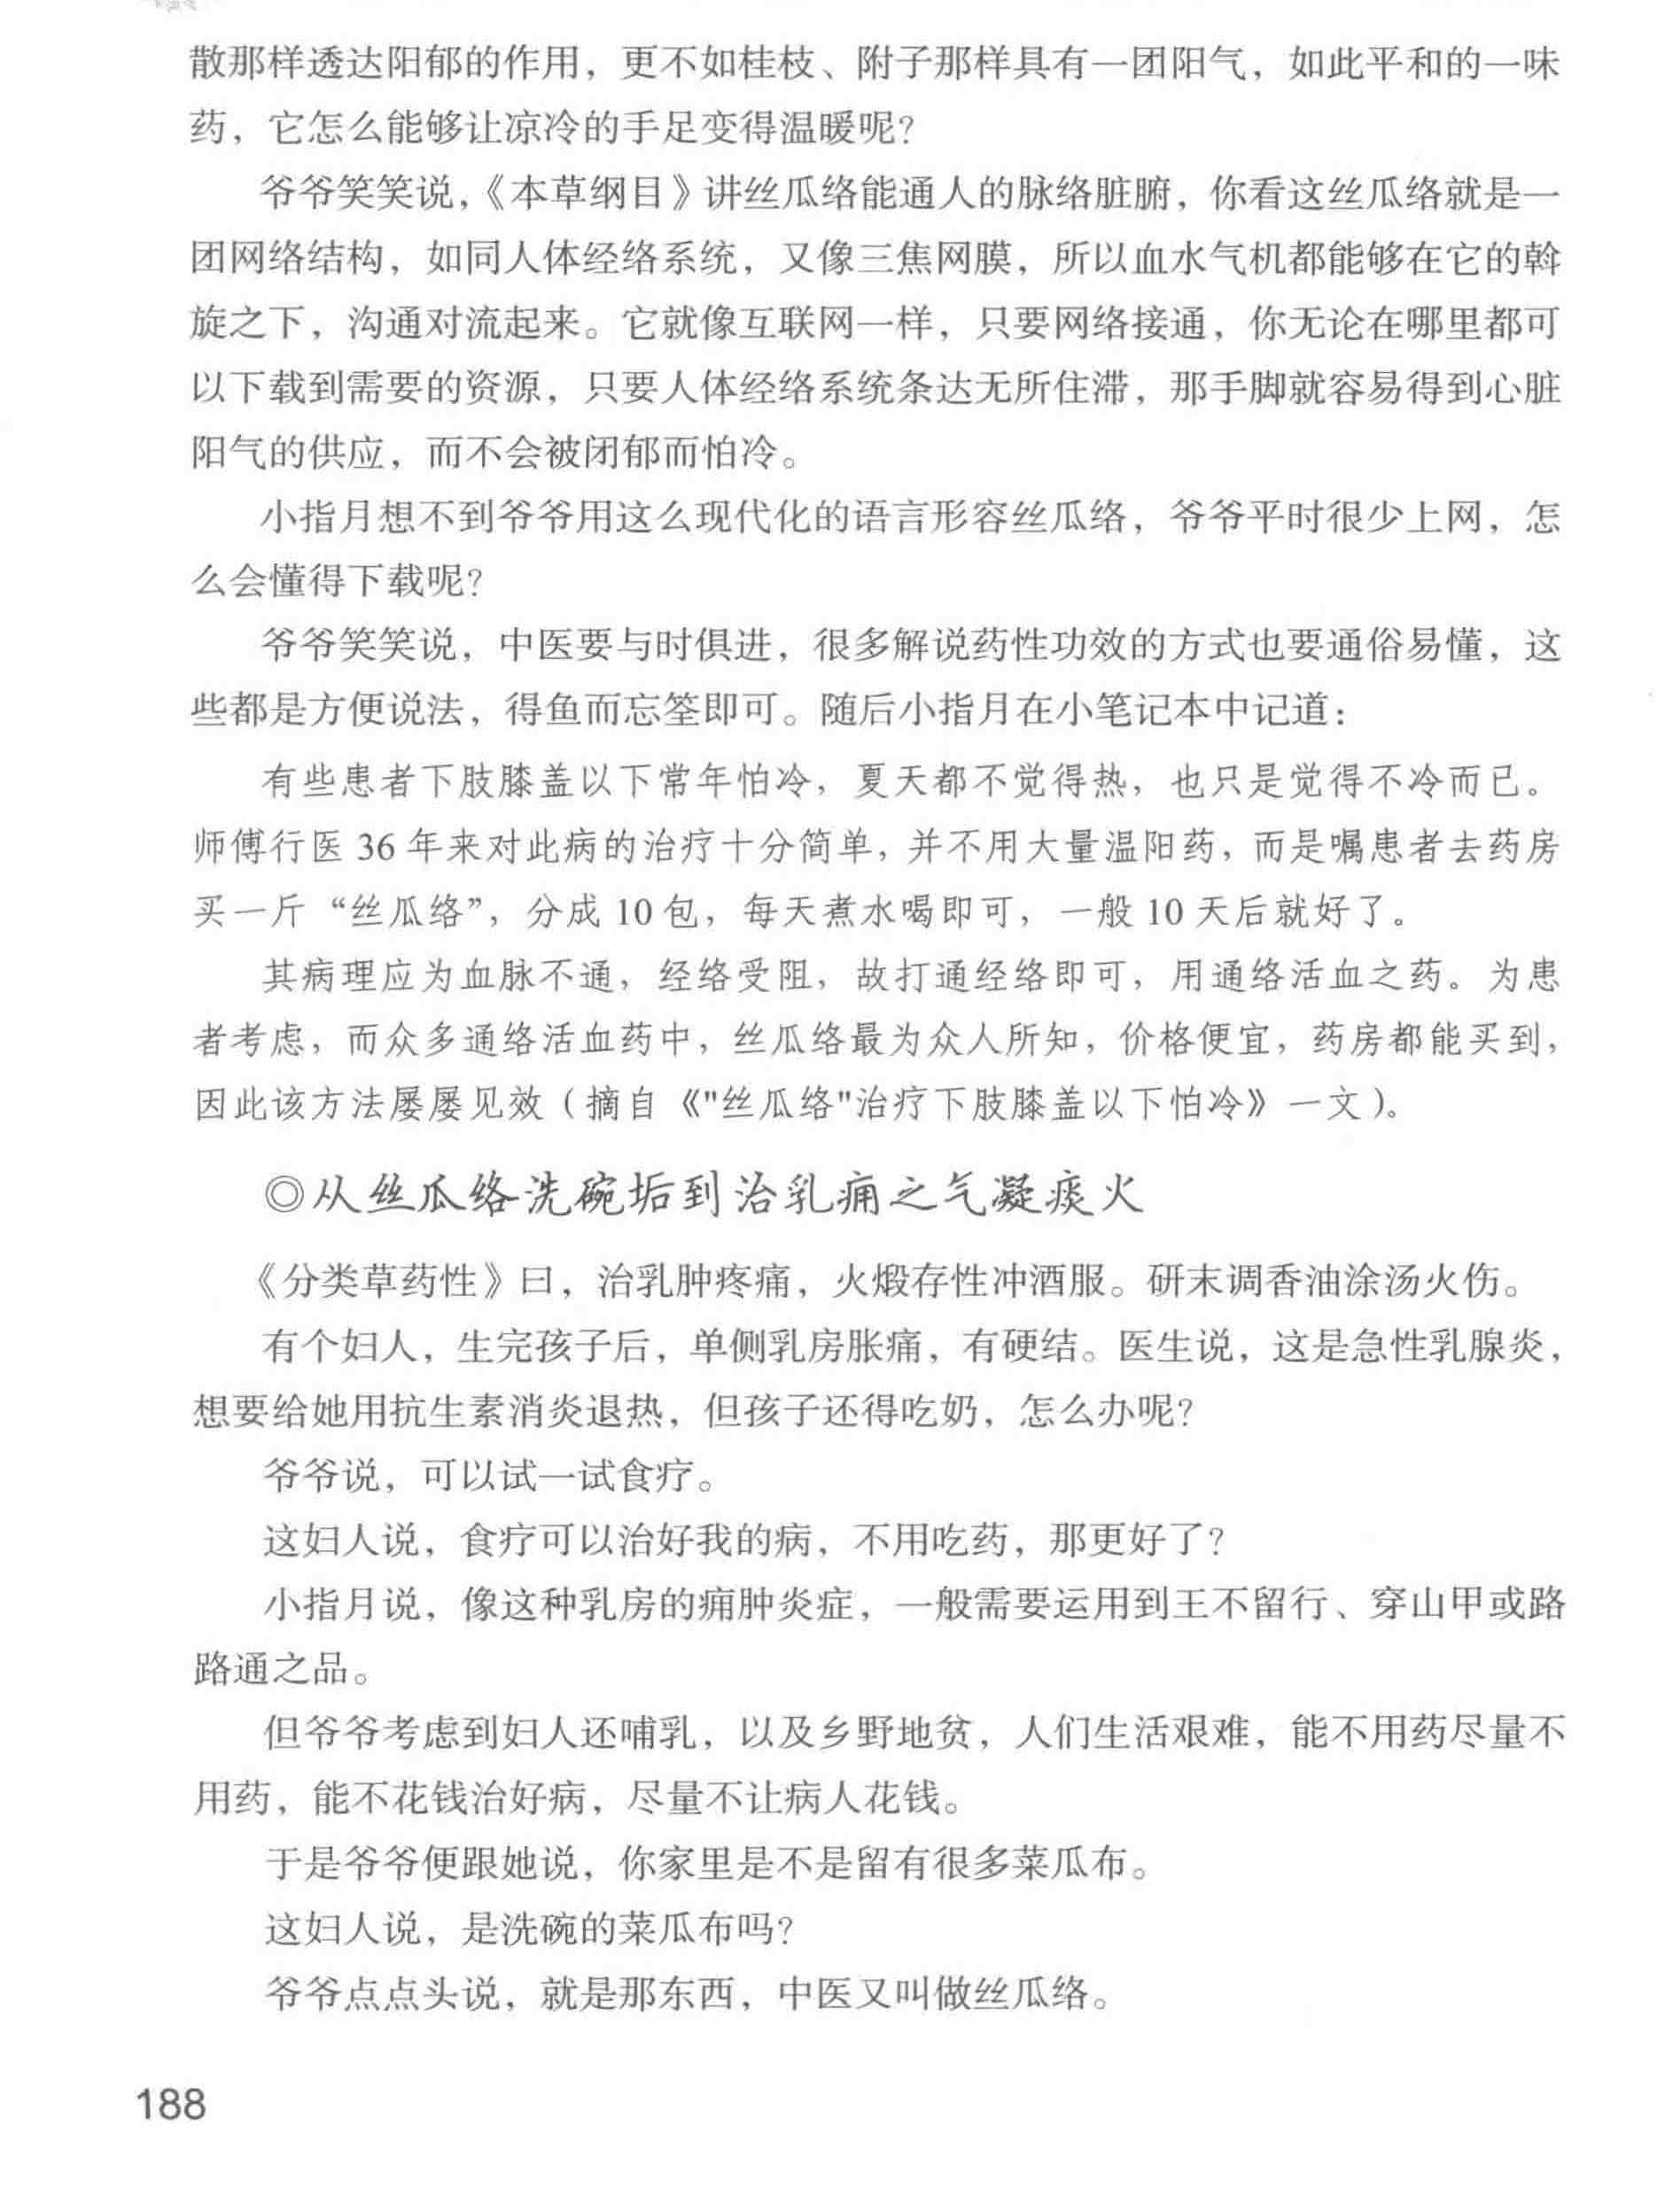 散那样透达阳郁的作用，更不如桂枝、附子那样具有一团阳气，如此平和的一味
药，它怎么能够让凉冷的手足变得温暖呢？
爷爷笑笑说，《本草纲目》讲丝瓜络能通人的脉络脏腑，你看这丝瓜络就是一
团网络结构，如同人体经络系统，又像三焦网膜，所以血水气机都能够在它的斡
旋之下，沟通对流起来。它就像互联网一样，只要网络接通，你无论在哪里都可
以下载到需要的资源，只要人体经络系统条达无所住滞，那手脚就容易得到心脏
阳气的供应，而不会被闭郁而怕冷。
小指月想不到爷爷用这么现代化的语言形容丝瓜络，爷爷平时很少上网，怎
么会懂得下载呢？
爷爷笑笑说，中医要与时俱进，很多解说药性功效的方式也要通俗易懂，这
些都是方便说法，得鱼而忘筌即可。随后小指月在小笔记本中记道：
有些患者下肢膝盖以下常年怕冷，夏天都不觉得热，也只是觉得不冷而已。
师傅行医 36 年来对此病的治疗十分简单，并不用大量温阳药，而是嘱患者去药房
买一斤“丝瓜络”，分成 10 包，每天煮水喝即可，一般 10 天后就好了。
其病理应为血脉不通，经络受阻，故打通经络即可，用通络活血之药。为患
者考虑，而众多通络活血药中，丝瓜络最为众人所知，价格便宜，药房都能买到，
因此该方法屡屡见效（摘自《"丝瓜络"治疗下肢膝盖以下怕冷》一文）。
◎从丝瓜络洗碗垢到治乳痈之气凝痰火
《分类草药性》曰，治乳肿疼痛，火煅存性冲酒服。研末调香油涂汤火伤。
有个妇人，生完孩子后，单侧乳房胀痛，有硬结。医生说，这是急性乳腺炎，
想要给她用抗生素消炎退热，但孩子还得吃奶，怎么办呢？
爷爷说，可以试一试食疗。
这妇人说，食疗可以治好我的病，不用吃药，那更好了？
小指月说，像这种乳房的痈肿炎症，一般需要运用到王不留行、穿山甲或路
路通之品。
但爷爷考虑到妇人还哺乳，以及乡野地贫，人们生活艰难，能不用药尽量不
用药，能不花钱治好病，尽量不让病人花钱。
于是爷爷便跟她说，你家里是不是留有很多菜瓜布。
这妇人说，是洗碗的菜瓜布吗？
爷爷点点头说，就是那东西，中医又叫做丝瓜络。
188